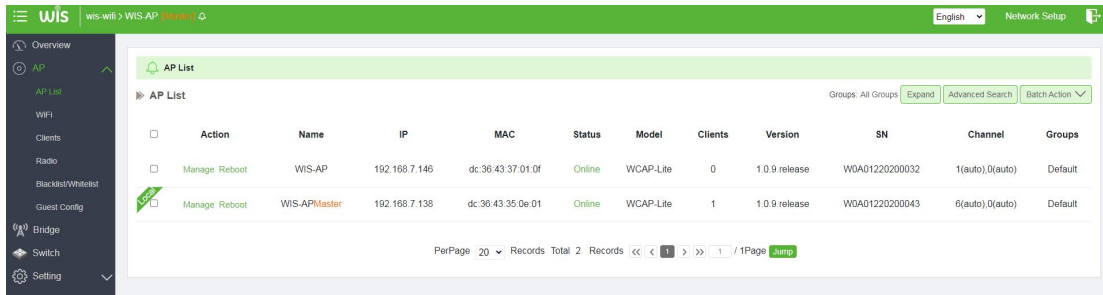 WIS wis-wifi > WIS-AP [Master] English Network Setup
Overview
AP
AP List
WiFi
Clients
Radio
Blacklist/Whitelist
Guest Config
Bridge
Switch
Setting
AP List
AP List Groups: All Groups Expand Advanced Search Batch Action
Action Name IP MAC Status Model Clients Version SN Channel Groups
Manage Reboot WIS-AP 192.168.7.146 dc:36:43:37:01:0f Online WCAP-Lite 0 1.0.9.release W0A01220200032 1(auto),0(auto) Default
Local Manage Reboot WIS-APMaster 192.168.7.138 dc:36:43:35:0e:01 Online WCAP-Lite 1 1.0.9.release W0A01220200043 6(auto),0(auto) Default
PerPage 20 Records Total 2 Records << < 1 > >> 1 / 1Page Jump